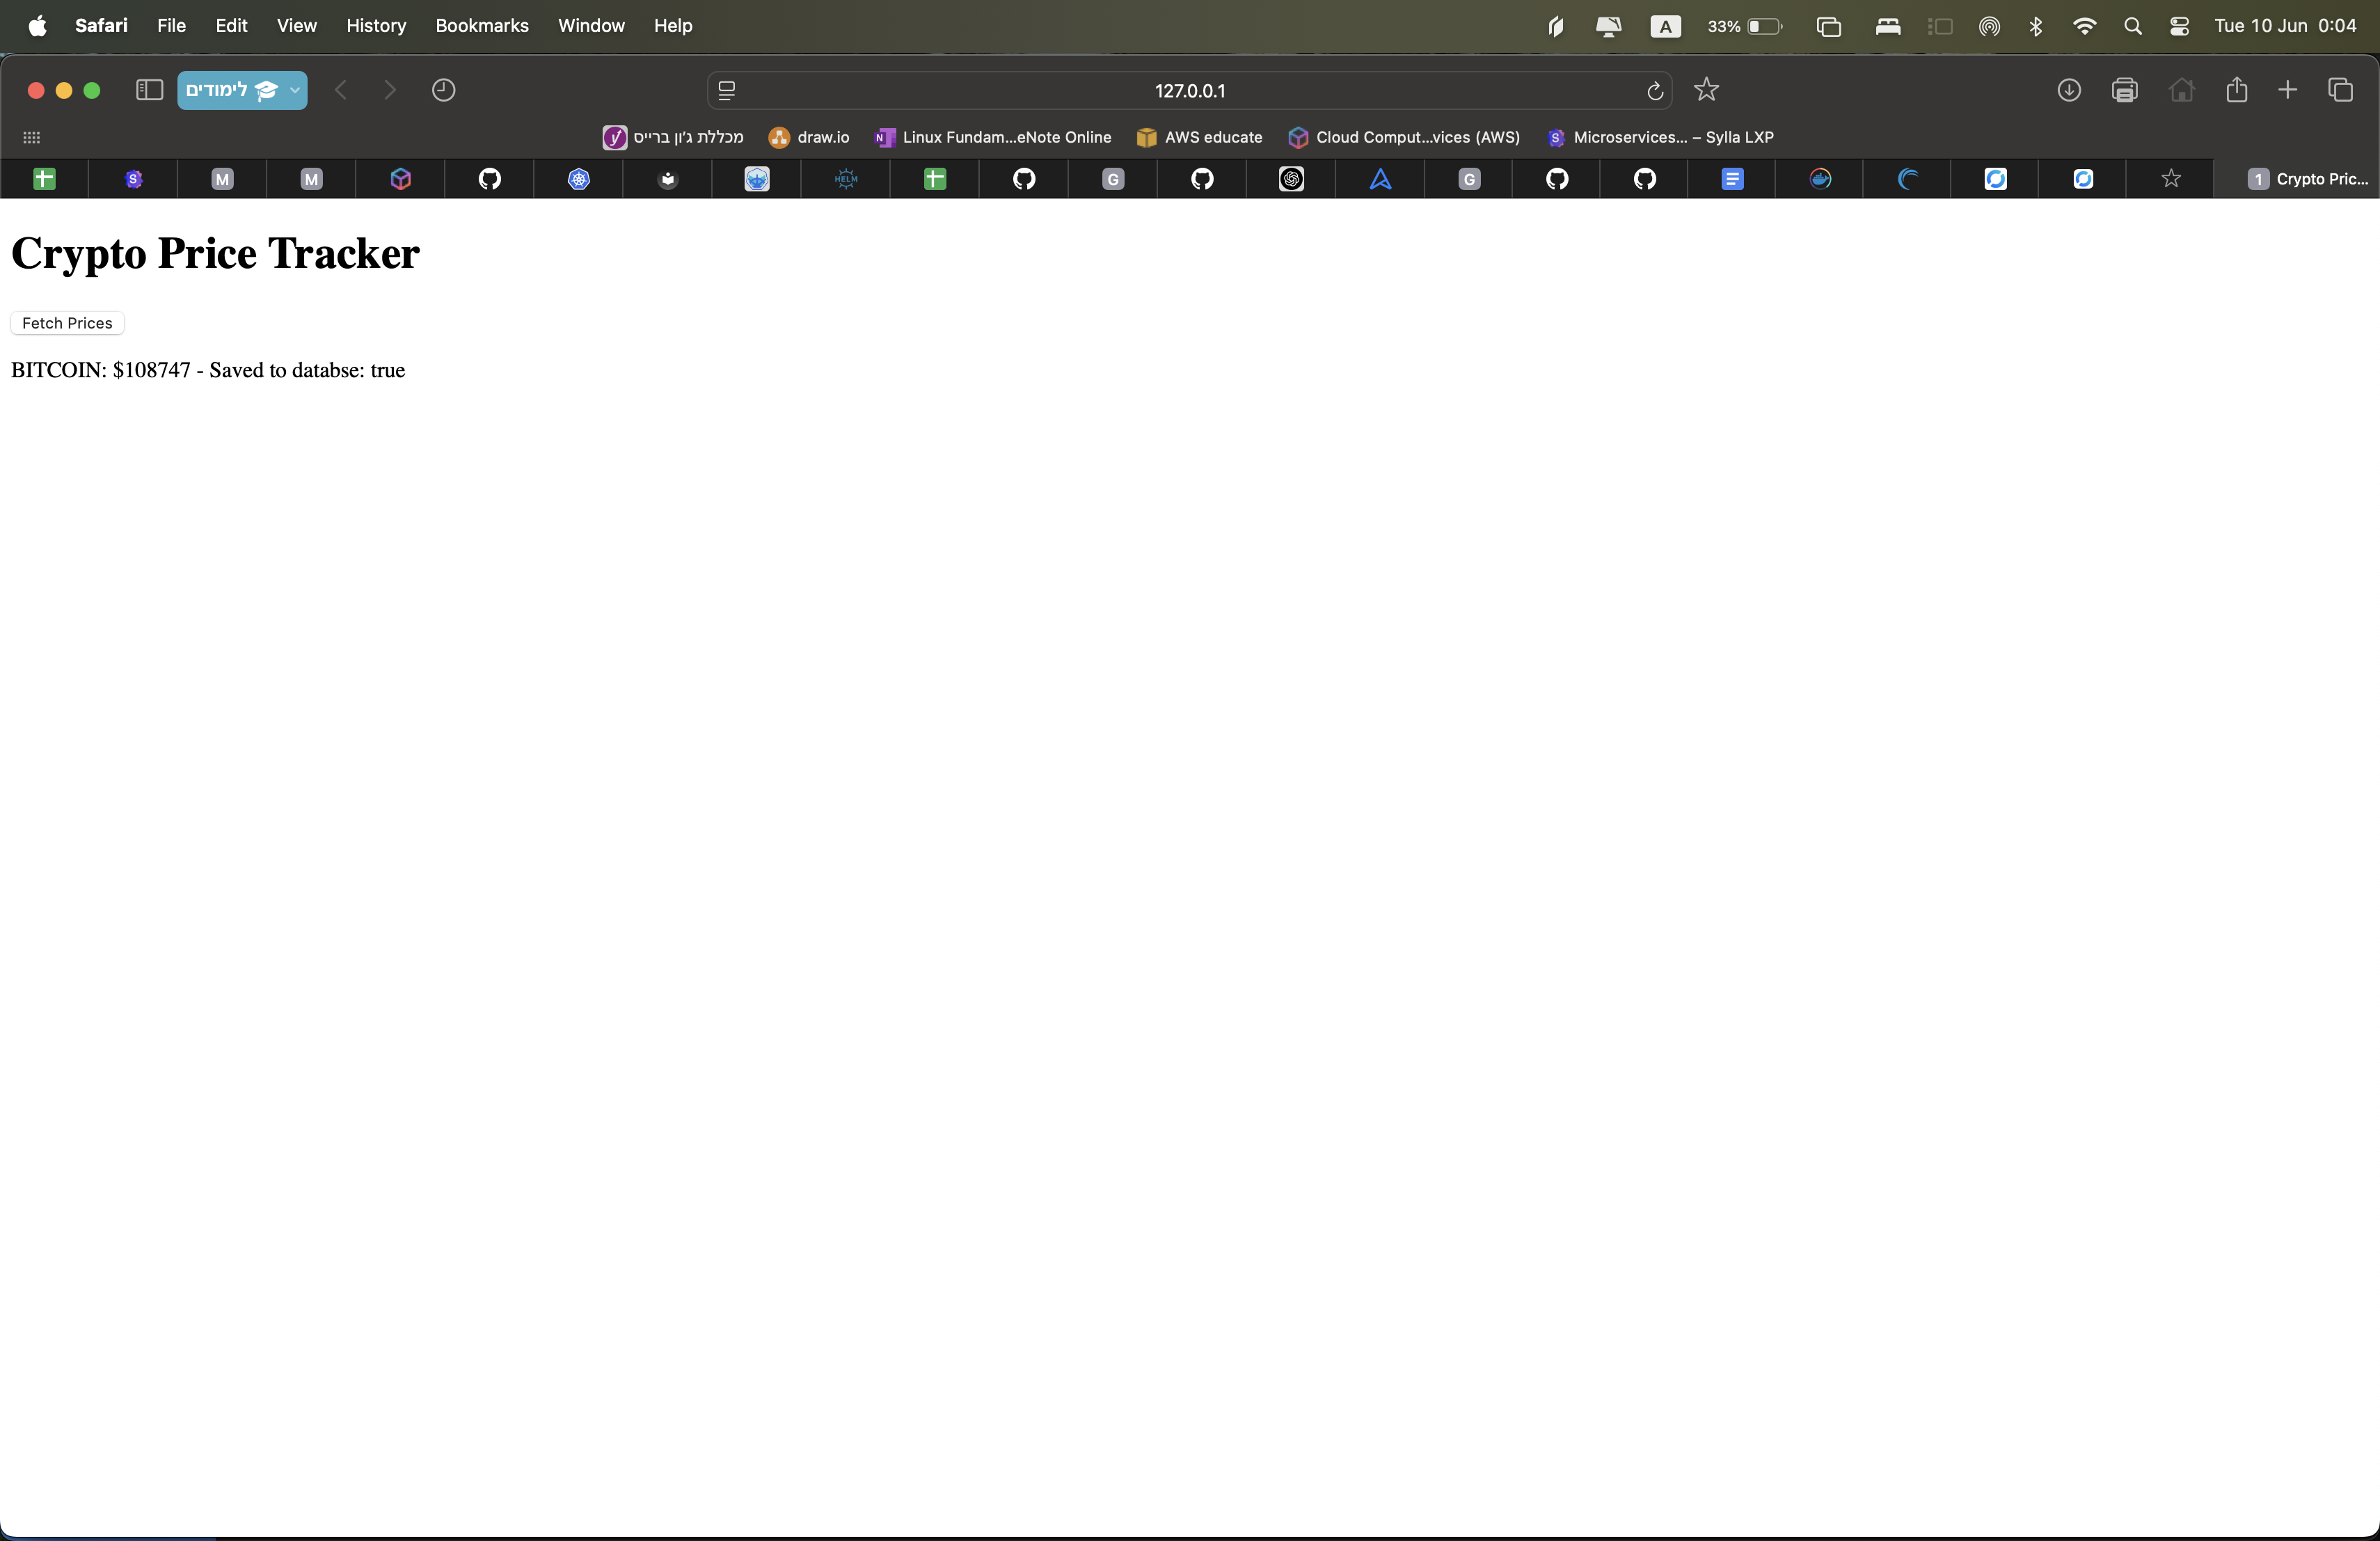 Safari File Edit View History Bookmarks Window Help A 33% Tue 10 Jun 0:04
לימודים 127.0.0.1
מכללת ג'ון ברייס draw.io N Linux Fundam...eNote Online AWS educate Cloud Comput...vices (AWS) S Microservices... – Sylla LXP
S M M HELM G G 1 Crypto Pric...
Crypto Price Tracker
Fetch Prices
BITCOIN: $108747 - Saved to databse: true